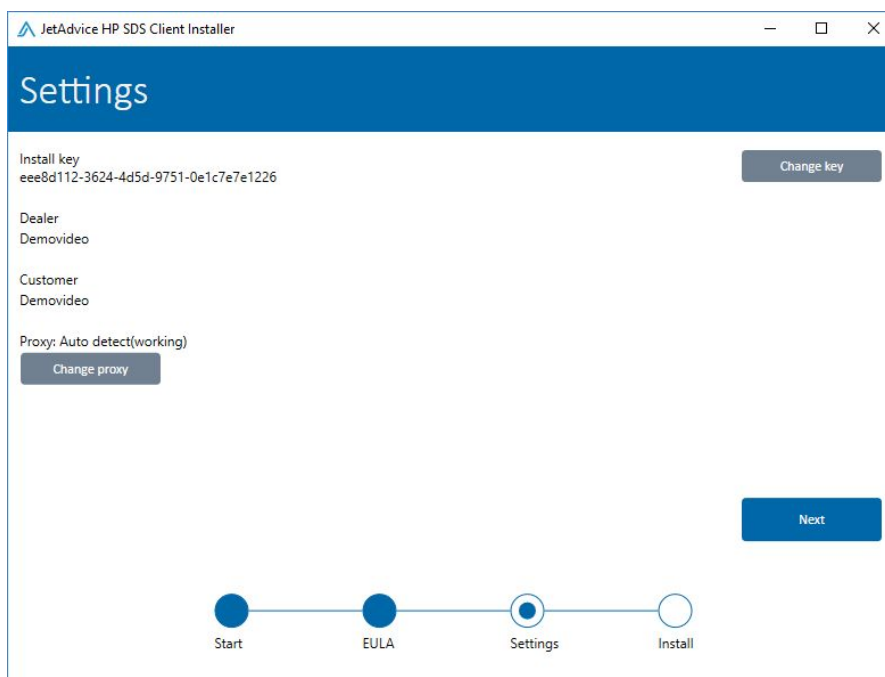 JetAdvice HP SDS Client Installer
Settings
Install key
eee8d112-3624-4d5d-9751-0e1c7e7e1226
Change key
Dealer
Demovideo
Customer
Demovideo
Proxy: Auto detect(working)
Change proxy
Next
Start
EULA
Settings
Install